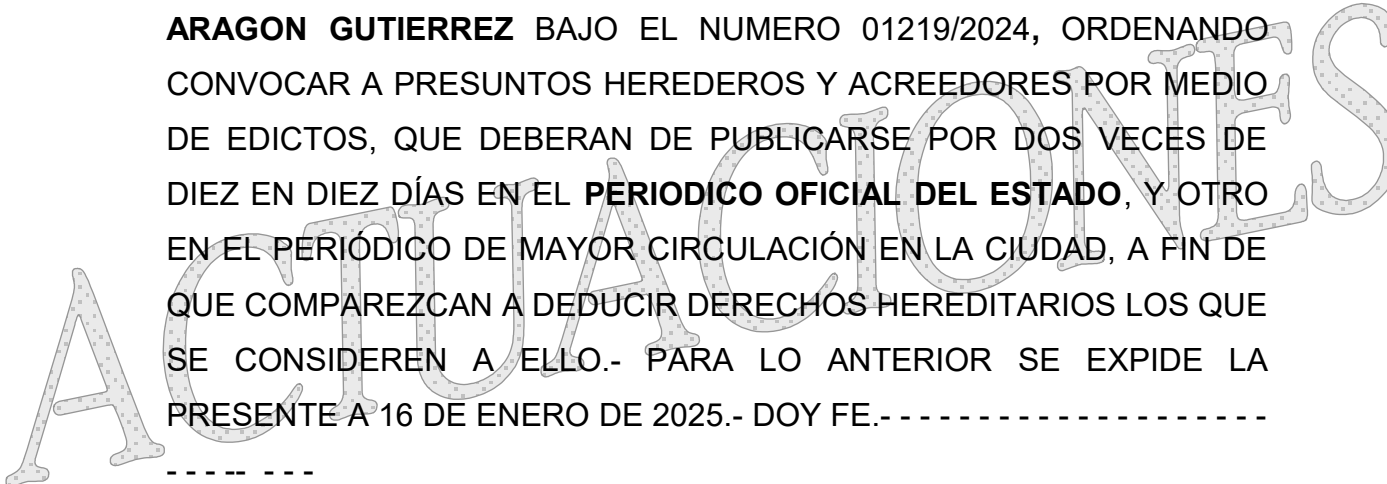 ARAGON GUTIERREZ BAJO EL NUMERO 01219/2024, ORDENANDO
CONVOCAR A PRESUNTOS HEREDEROS Y ACREEDORES POR MEDIO
DE EDICTOS, QUE DEBERAN DE PUBLICARSE POR DOS VECES DE
DIEZ EN DIEZ DÍAS EN EL PERIODICO OFICIAL DEL ESTADO, Y OTRO
EN EL PERIÓDICO DE MAYOR CIRCULACIÓN EN LA CIUDAD, A FIN DE
QUE COMPAREZCAN A DEDUCIR DERECHOS HEREDITARIOS LOS QUE
SE CONSIDEREN A ELLO.- PARA LO ANTERIOR SE EXPIDE LA
PRESENTE A 16 DE ENERO DE 2025.- DOY FE.- - - - - - - - - - - - - - - - - - - - -
- - - -- - - -
ACTUACIONES